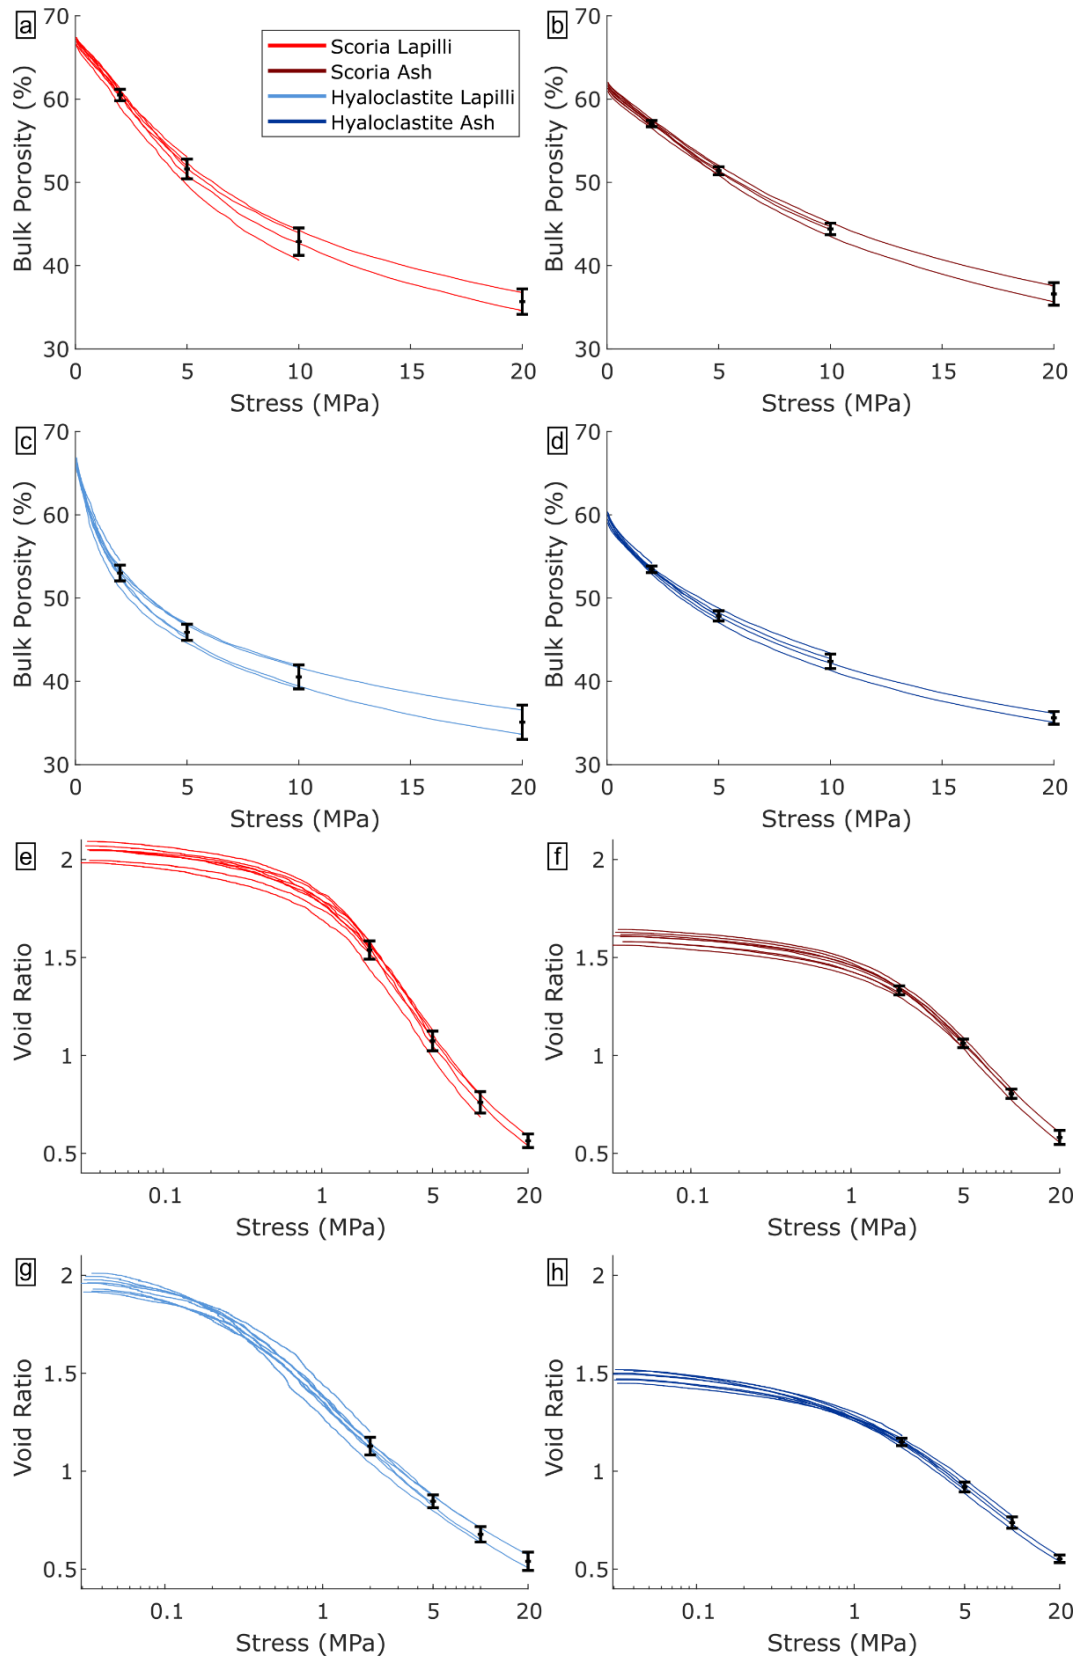 a
70
60
50
40
30
Bulk Porosity (%)
0 5 10 15 20
Stress (MPa)
Scoria Lapilli
Scoria Ash
Hyaloclastite Lapilli
Hyaloclastite Ash
b
70
60
50
40
30
Bulk Porosity (%)
0 5 10 15 20
Stress (MPa)
c
70
60
50
40
30
Bulk Porosity (%)
0 5 10 15 20
Stress (MPa)
d
70
60
50
40
30
Bulk Porosity (%)
0 5 10 15 20
Stress (MPa)
e
2
1.5
1
0.5
Void Ratio
0.1 1 5 20
Stress (MPa)
f
2
1.5
1
0.5
Void Ratio
0.1 1 5 20
Stress (MPa)
g
2
1.5
1
0.5
Void Ratio
0.1 1 5 20
Stress (MPa)
h
2
1.5
1
0.5
Void Ratio
0.1 1 5 20
Stress (MPa)